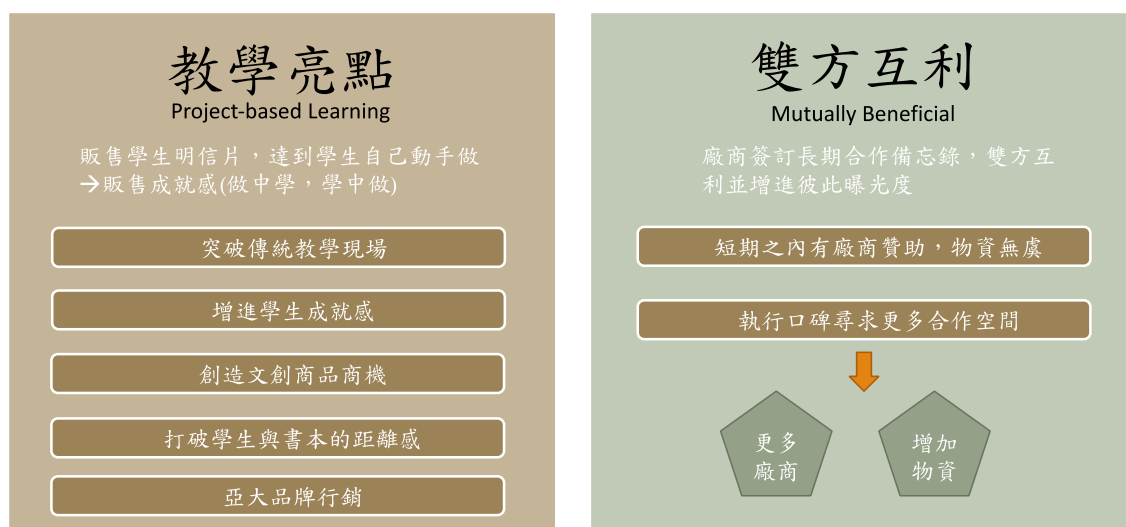 教學亮點
Project-based Learning
販售學生明信片，達到學生自己動手做
→販售成就感(做中學，學中做)
突破傳統教學現場
增進學生成就感
創造文創商品商機
打破學生與書本的距離感
亞大品牌行銷
雙方互利
Mutually Beneficial
廠商簽訂長期合作備忘錄，雙方互
利並增進彼此曝光度
短期之內有廠商贊助，物資無虞
執行口碑尋求更多合作空間
更多
廠商
增加
物資